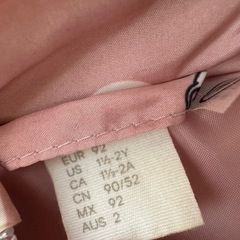 EUR 92
US 1½-2Y
CA 1½-2A
CN 90/52
MX 92
AUS 2